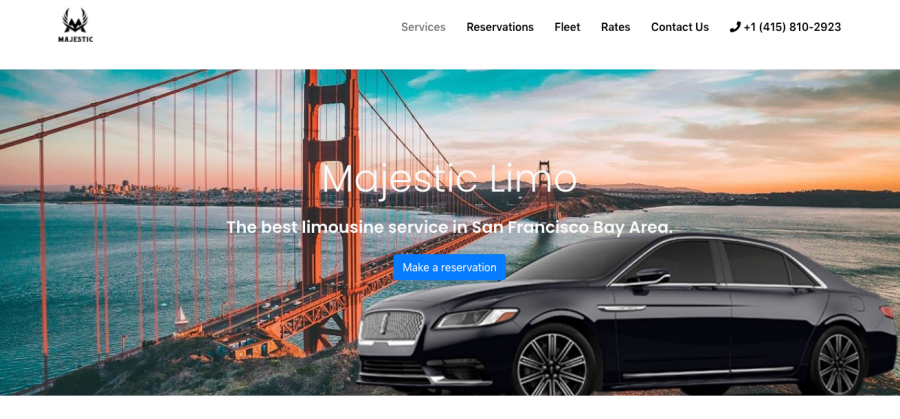 MAJESTIC
Services Reservations Fleet Rates Contact Us +1 (415) 810-2923
Majestic Limo
The best limousine service in San Francisco Bay Area.
Make a reservation